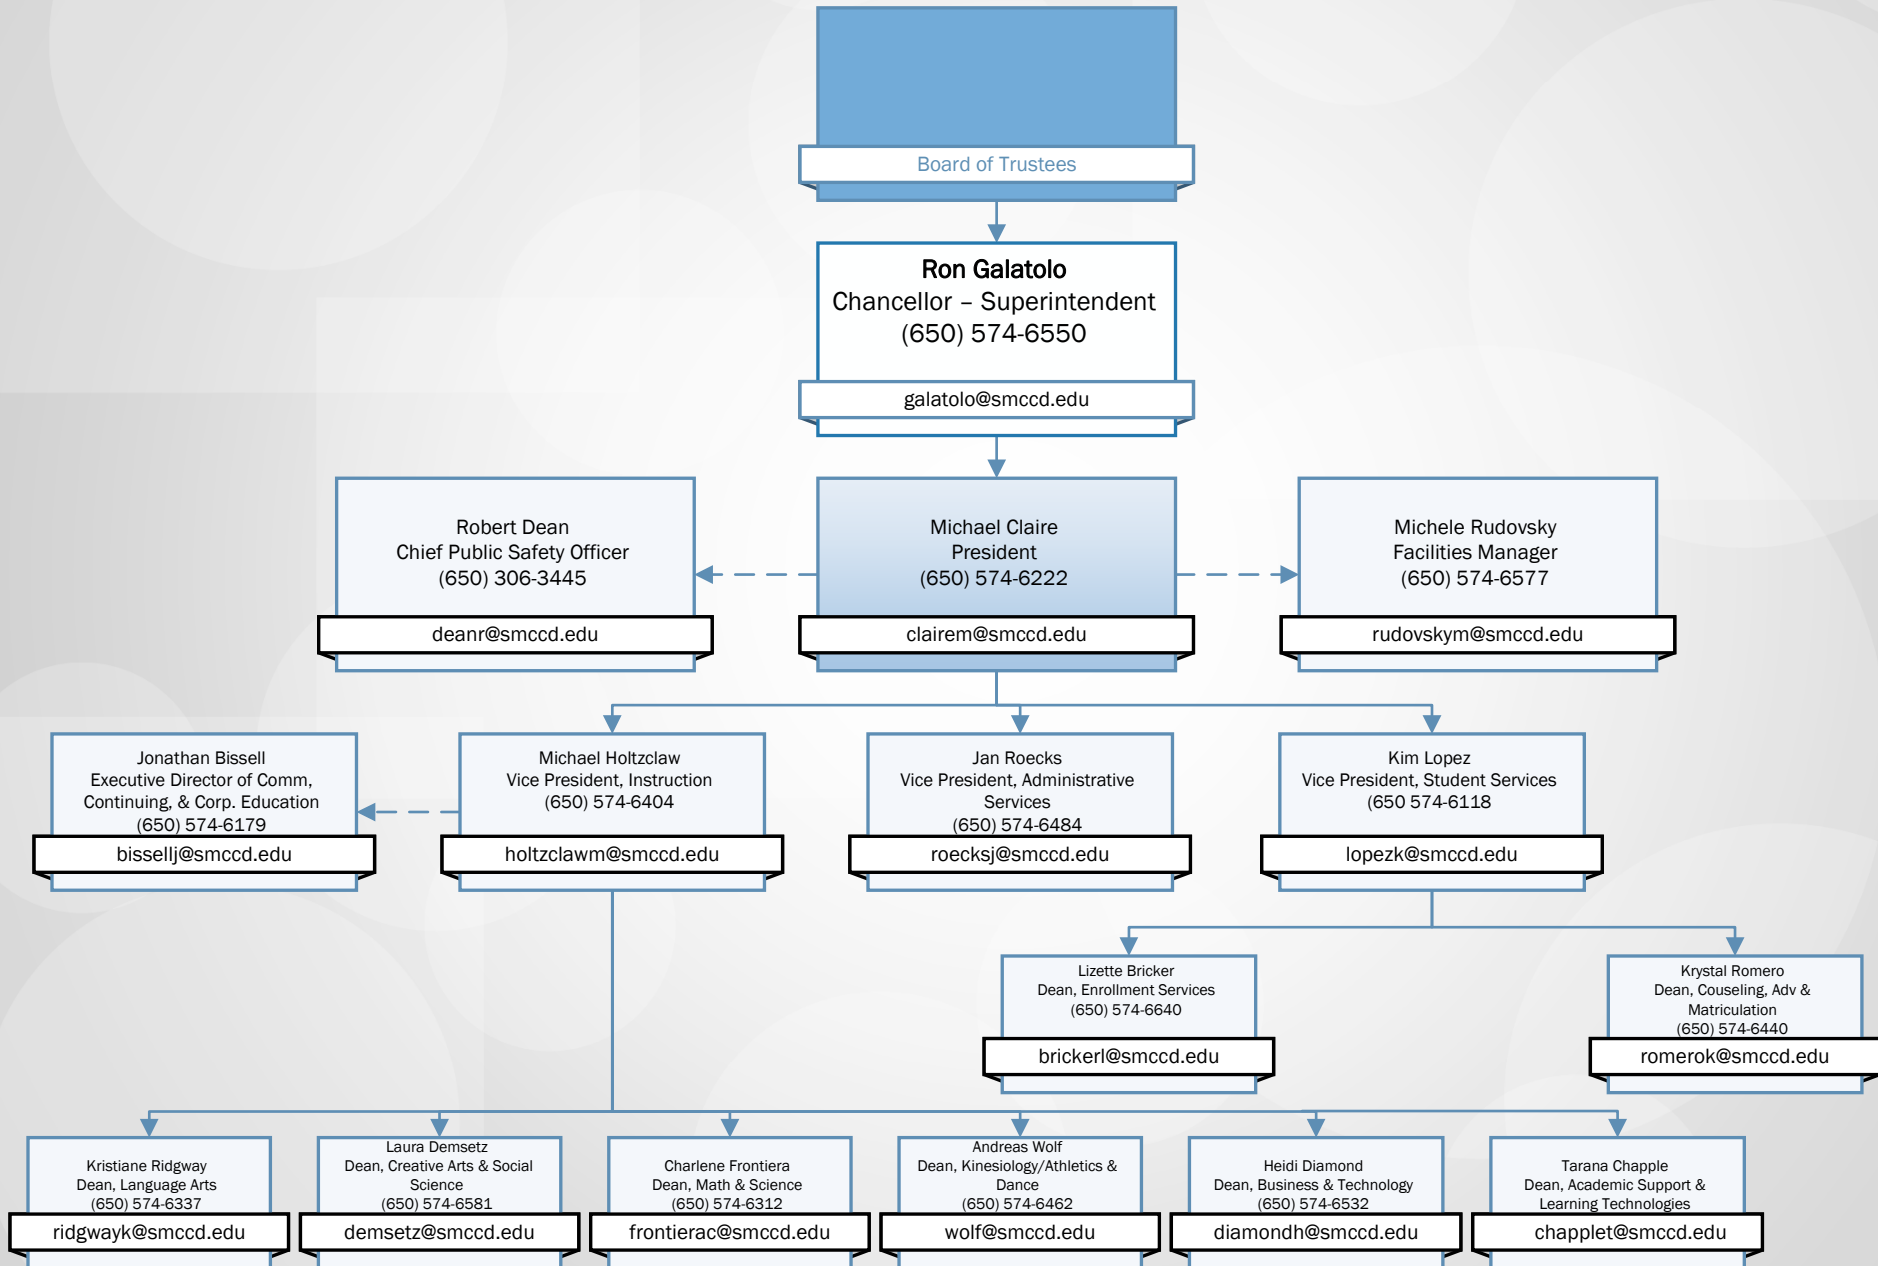 Board of Trustees
Ron Galatolo
Chancellor – Superintendent
(650) 574-6550
galatolo@smccd.edu
Robert Dean
Chief Public Safety Officer
(650) 306-3445
deanr@smccd.edu
Michael Claire
President
(650) 574-6222
clairem@smccd.edu
Michele Rudovsky
Facilities Manager
(650) 574-6577
rudovskym@smccd.edu
Jonathan Bissell
Executive Director of Comm,
Continuing, & Corp. Education
(650) 574-6179
bissellj@smccd.edu
Michael Holtzclaw
Vice President, Instruction
(650) 574-6404
holtzclawm@smccd.edu
Jan Roecks
Vice President, Administrative
Services
(650) 574-6484
roecksj@smccd.edu
Kim Lopez
Vice President, Student Services
(650 574-6118
lopezk@smccd.edu
Lizette Bricker
Dean, Enrollment Services
(650) 574-6640
brickerl@smccd.edu
Krystal Romero
Dean, Couseling, Adv &
Matriculation
(650) 574-6440
romerok@smccd.edu
Kristiane Ridgway
Dean, Language Arts
(650) 574-6337
ridgwayk@smccd.edu
Laura Demsetz
Dean, Creative Arts & Social
Science
(650) 574-6581
demsetz@smccd.edu
Charlene Frontiera
Dean, Math & Science
(650) 574-6312
frontierac@smccd.edu
Andreas Wolf
Dean, Kinesiology/Athletics &
Dance
(650) 574-6462
wolf@smccd.edu
Heidi Diamond
Dean, Business & Technology
(650) 574-6532
diamondh@smccd.edu
Tarana Chapple
Dean, Academic Support &
Learning Technologies
chapplet@smccd.edu